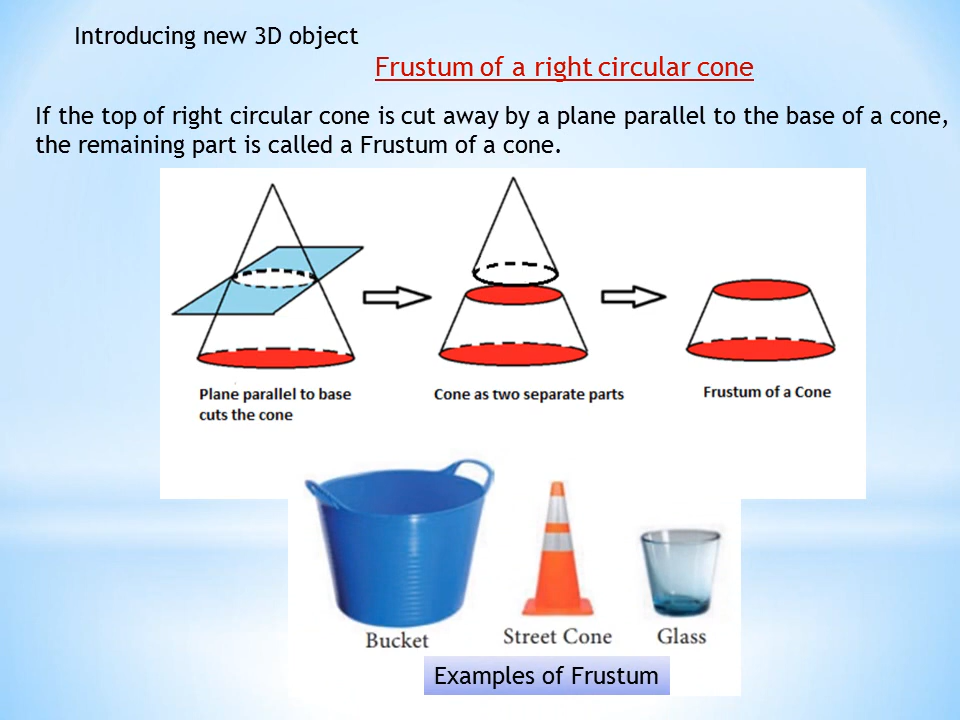 Introducing new 3D object
Frustum of a right circular cone
If the top of right circular cone is cut away by a plane parallel to the base of a cone,
the remaining part is called a Frustum of a cone.
Plane parallel to base
cuts the cone
Cone as two separate parts
Frustum of a Cone
Bucket
Street Cone
Glass
Examples of Frustum